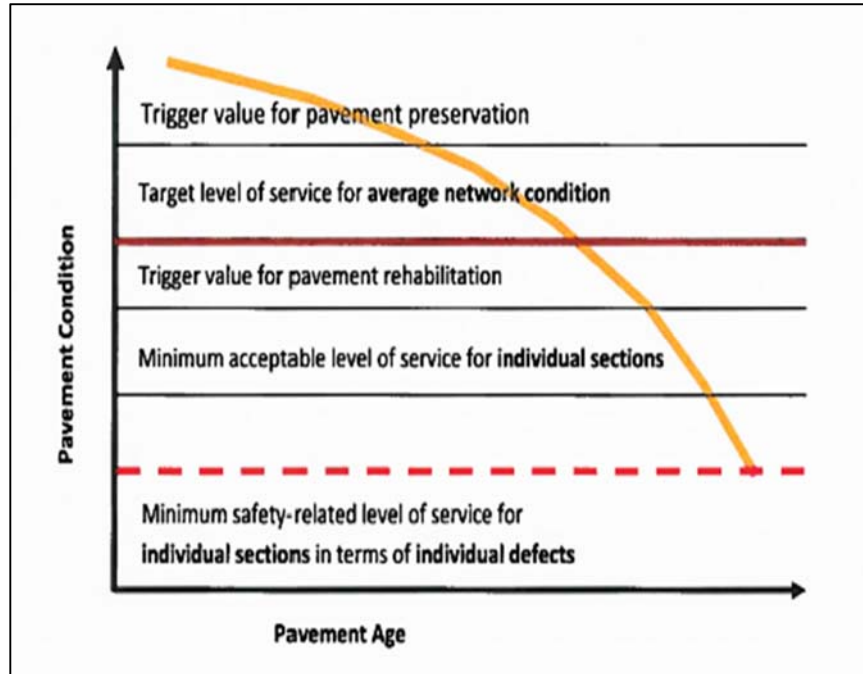 Trigger value for pavement preservation
Target level of service for average network condition
Trigger value for pavement rehabilitation
Minimum acceptable level of service for individual sections
Minimum safety-related level of service for
individual sections in terms of individual defects
Pavement Condition
Pavement Age